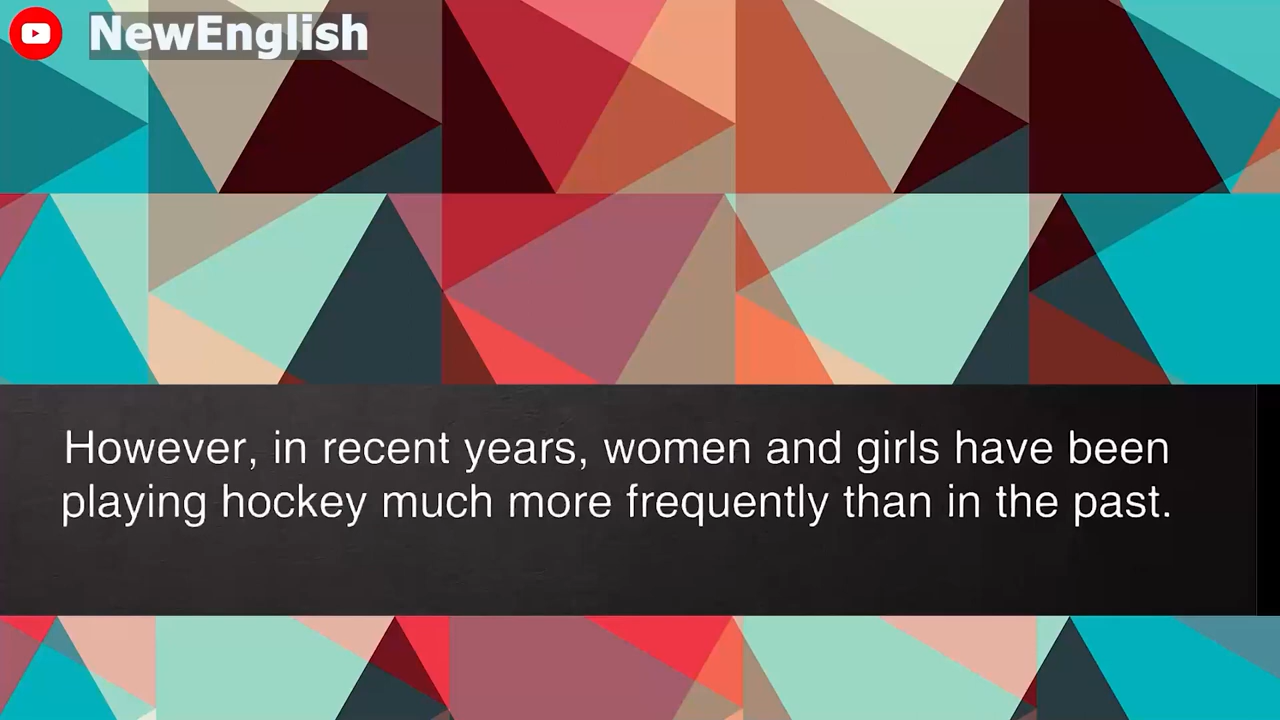 NewEnglish
However, in recent years, women and girls have been
playing hockey much more frequently than in the past.